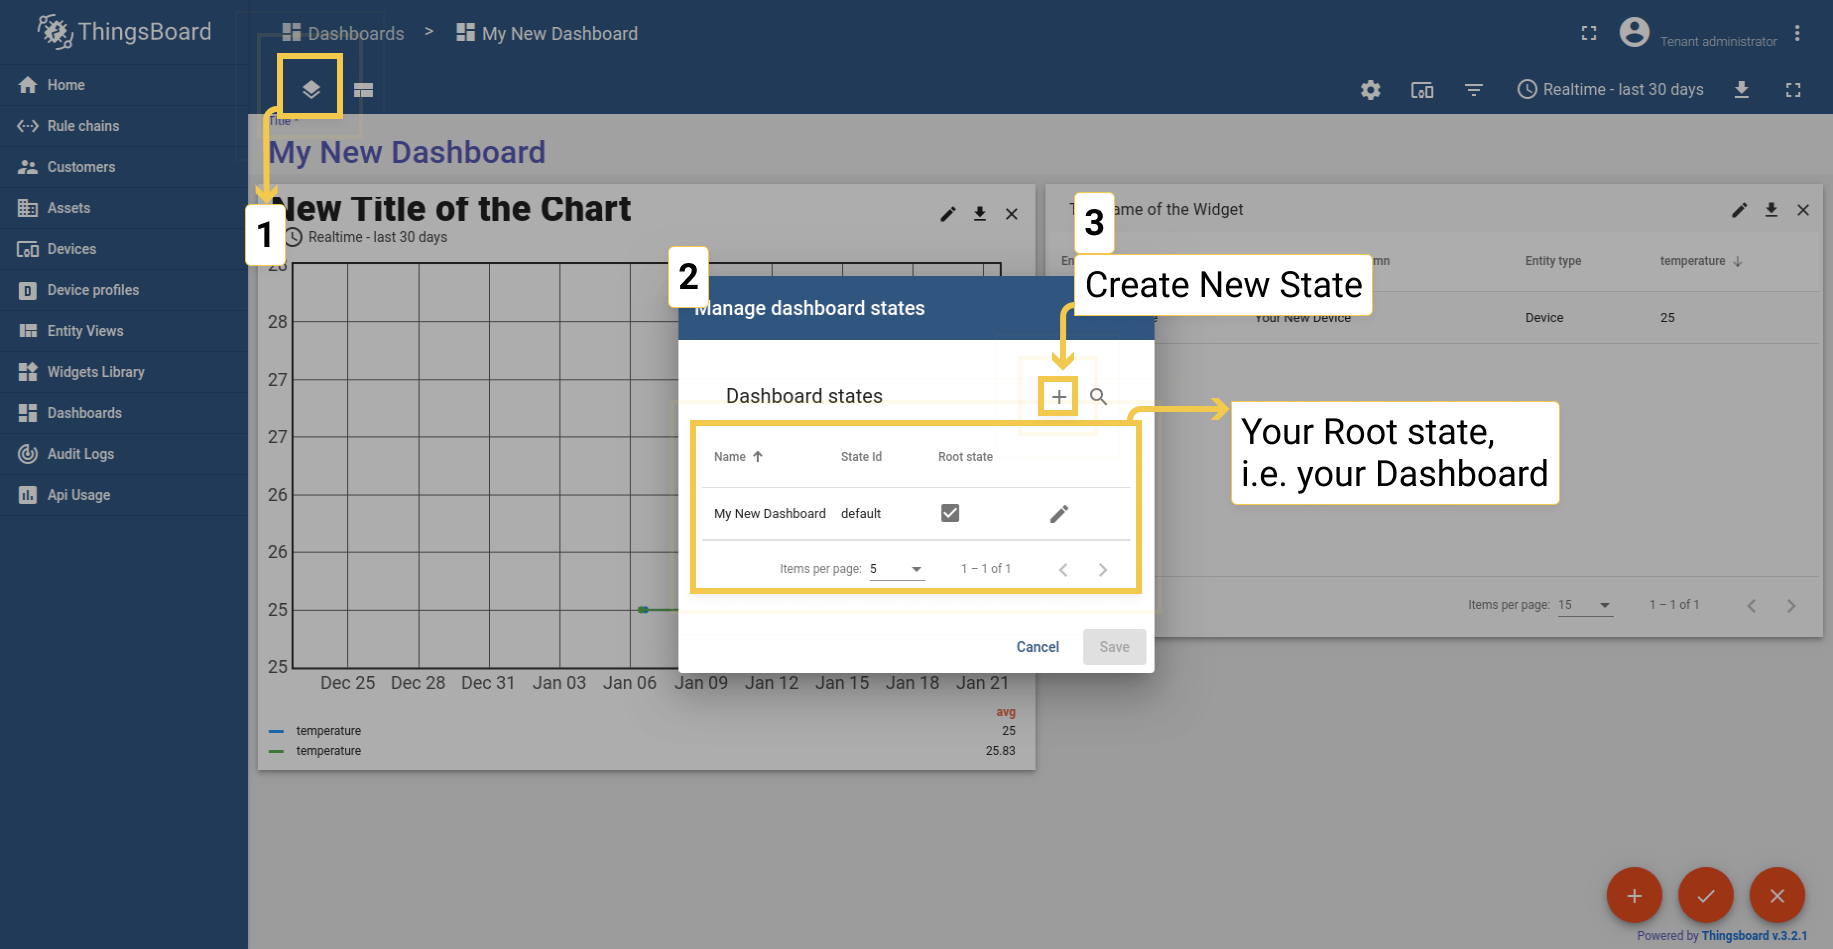 ThingsBoard
Dashboards > My New Dashboard
Tenant administrator
Realtime - last 30 days
Home
Rule chains
Customers
Assets
Devices
Device profiles
Entity Views
Widgets Library
Dashboards
Audit Logs
Api Usage
Title *
My New Dashboard
1
New Title of the Chart
Realtime - last 30 days
28
28
27
27
26
26
25
25
Dec 25 Dec 28 Dec 31 Jan 03 Jan 06 Jan 09 Jan 12 Jan 15 Jan 18 Jan 21
avg
temperature 25
temperature 25.83
2
Manage dashboard states
Dashboard states
Name State Id Root state
My New Dashboard default
Items per page: 5 1 – 1 of 1
Cancel Save
3
Create New State
of the Widget
Entity type temperature
Your New Device Device 25
Your Root state,
i.e. your Dashboard
Items per page: 15 1 – 1 of 1
Powered by Thingsboard v.3.2.1